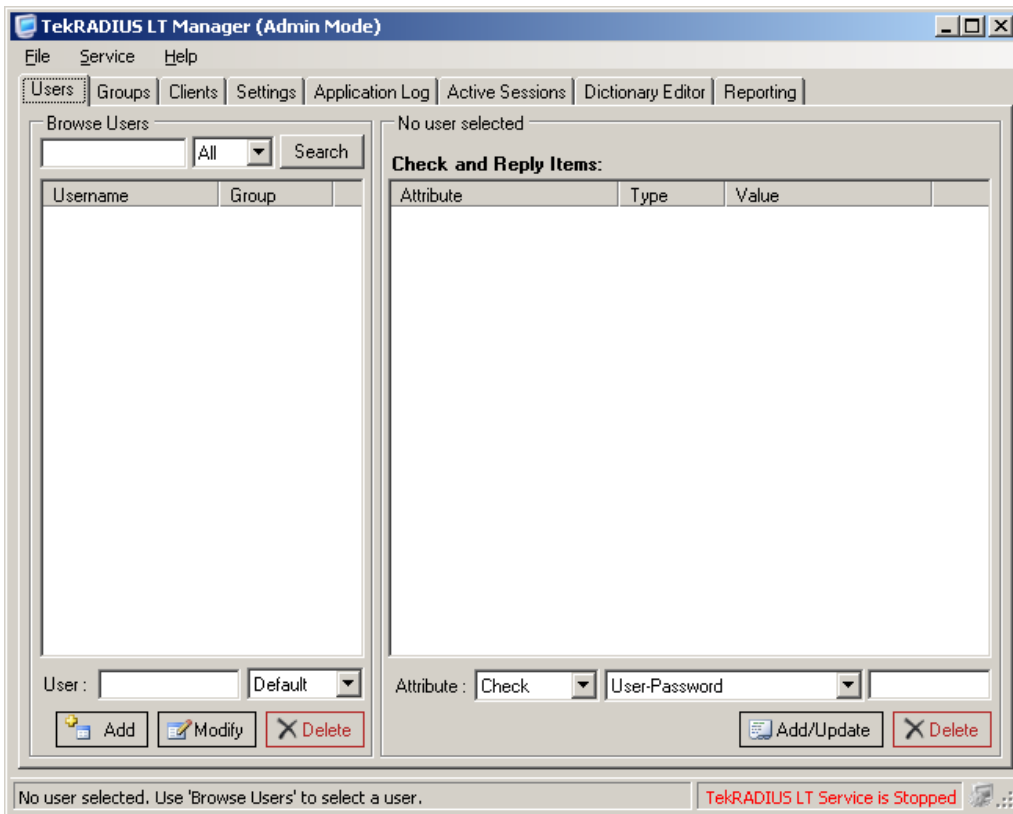 TekRADIUS LT Manager (Admin Mode)
File Service Help
Users Groups Clients Settings Application Log Active Sessions Dictionary Editor Reporting
Browse Users
All Search
Username Group
User : Default
Add Modify Delete
No user selected
Check and Reply Items:
Attribute Type Value
Attribute : Check User-Password
Add/Update Delete
No user selected. Use 'Browse Users' to select a user.
TekRADIUS LT Service is Stopped